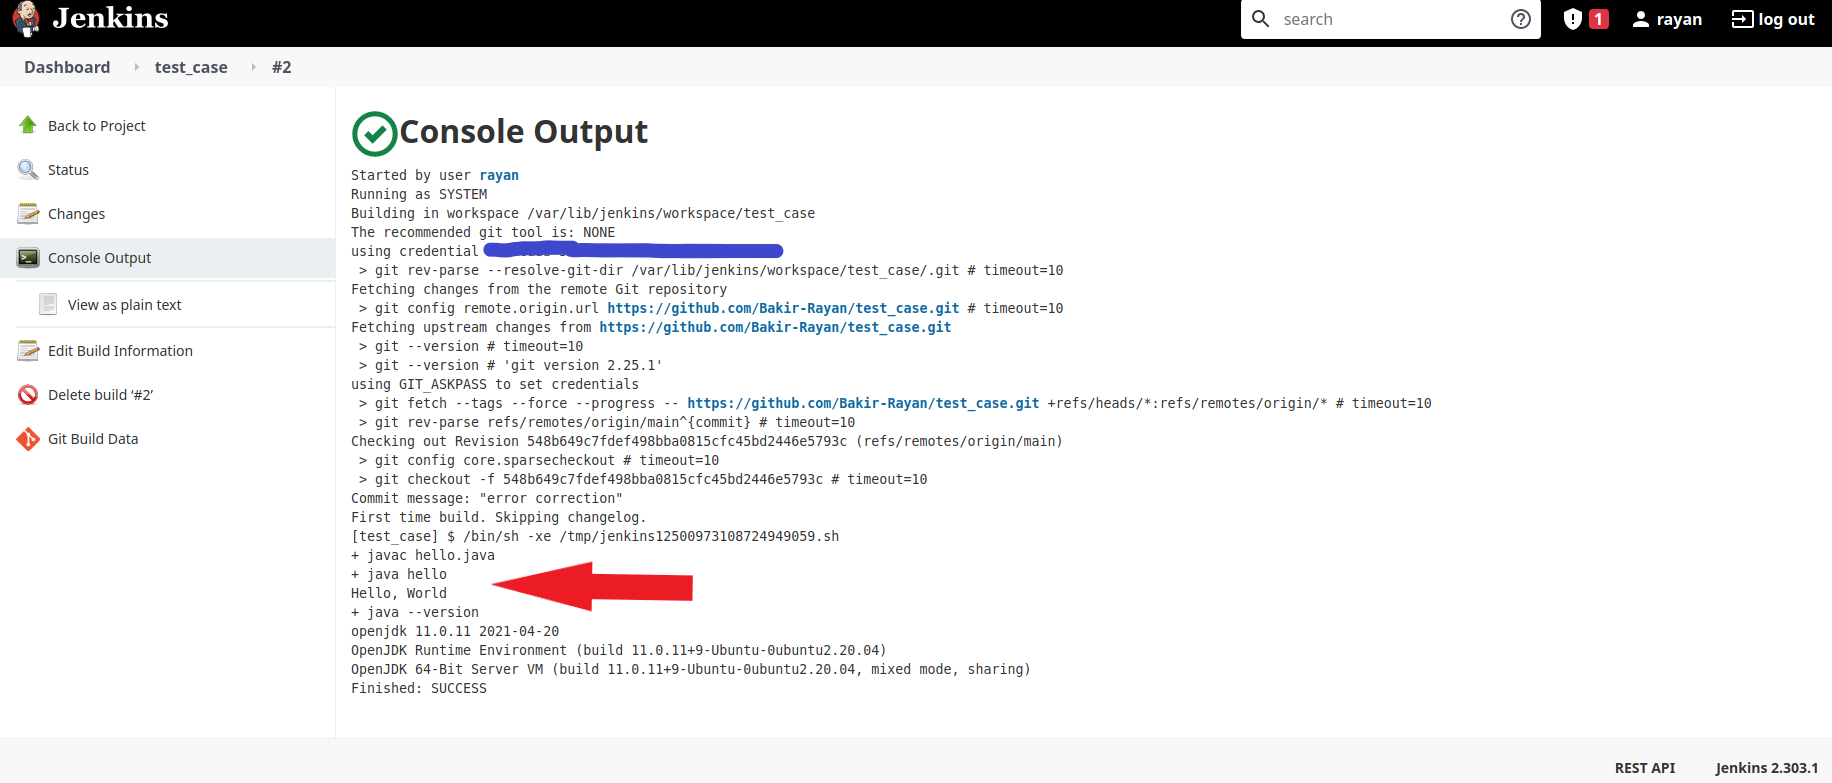 Jenkins
search
1
rayan
log out
Dashboard
test_case
#2
Back to Project
Status
Changes
Console Output
View as plain text
Edit Build Information
Delete build ‘#2’
Git Build Data
Console Output
Started by user rayan
Running as SYSTEM
Building in workspace /var/lib/jenkins/workspace/test_case
The recommended git tool is: NONE
using credential
> git rev-parse --resolve-git-dir /var/lib/jenkins/workspace/test_case/.git # timeout=10
Fetching changes from the remote Git repository
> git config remote.origin.url https://github.com/Bakir-Rayan/test_case.git # timeout=10
Fetching upstream changes from https://github.com/Bakir-Rayan/test_case.git
> git --version # timeout=10
> git --version # 'git version 2.25.1'
using GIT_ASKPASS to set credentials
> git fetch --tags --force --progress -- https://github.com/Bakir-Rayan/test_case.git +refs/heads/*:refs/remotes/origin/* # timeout=10
> git rev-parse refs/remotes/origin/main^{commit} # timeout=10
Checking out Revision 548b649c7fdef498bba0815cfc45bd2446e5793c (refs/remotes/origin/main)
> git config core.sparsecheckout # timeout=10
> git checkout -f 548b649c7fdef498bba0815cfc45bd2446e5793c # timeout=10
Commit message: "error correction"
First time build. Skipping changelog.
[test_case] $ /bin/sh -xe /tmp/jenkins12500973108724949059.sh
+ javac hello.java
+ java hello
Hello, World
+ java --version
openjdk 11.0.11 2021-04-20
OpenJDK Runtime Environment (build 11.0.11+9-Ubuntu-0ubuntu2.20.04)
OpenJDK 64-Bit Server VM (build 11.0.11+9-Ubuntu-0ubuntu2.20.04, mixed mode, sharing)
Finished: SUCCESS
REST API
Jenkins 2.303.1